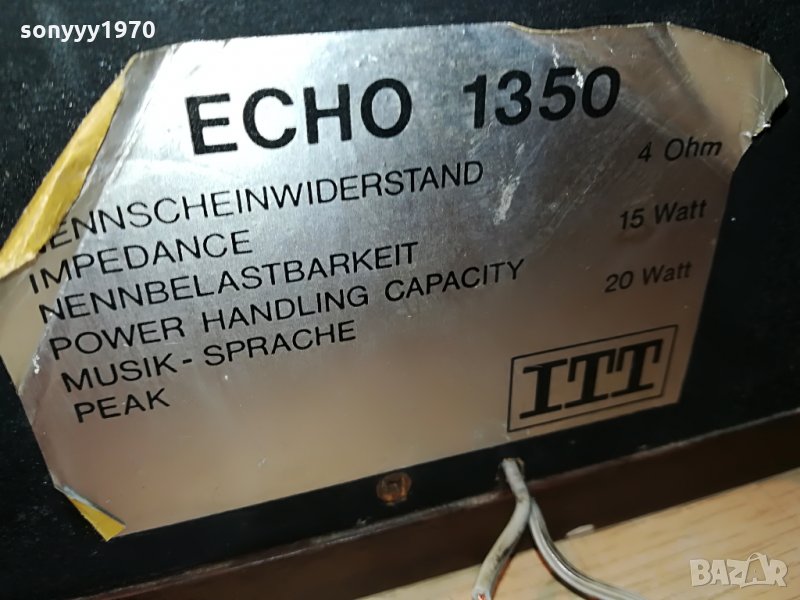 sonyyy1970
ECHO 1350
NENNSCHEINWIDERSTAND 4 Ohm
IMPEDANCE
NENNBELASTBARKEIT 15 Watt
POWER HANDLING CAPACITY
MUSIK-SPRACHE 20 Watt
PEAK
ITT
BAZAR